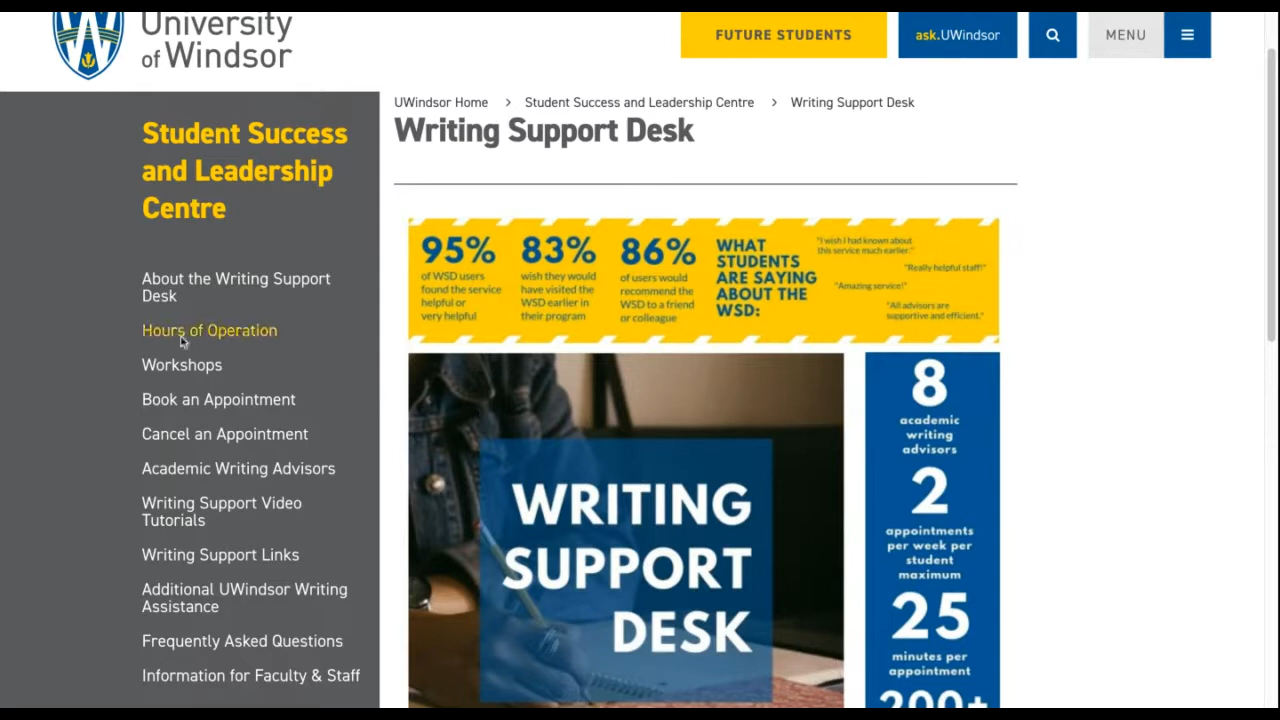 University
of Windsor
FUTURE STUDENTS
ask.UWindsor
MENU
Student Success
and Leadership
Centre
About the Writing Support
Desk
Hours of Operation
Workshops
Book an Appointment
Cancel an Appointment
Academic Writing Advisors
Writing Support Video
Tutorials
Writing Support Links
Additional UWindsor Writing
Assistance
Frequently Asked Questions
Information for Faculty & Staff
UWindsor Home > Student Success and Leadership Centre > Writing Support Desk
Writing Support Desk
95%
of WSD users
found the service
helpful or
very helpful
83%
wish they would
have visited the
WSD earlier in
their program
86%
of users would
recommend the
WSD to a friend
or colleague
WHAT
STUDENTS
ARE SAYING
ABOUT THE
WSD:
"I wish I had known about
this service much earlier."
"Really helpful staff!"
"Amazing service!"
"All advisors are
supportive and efficient."
WRITING
SUPPORT
DESK
8
academic
writing
advisors
2
appointments
per week per
student
maximum
25
minutes per
appointment
200+